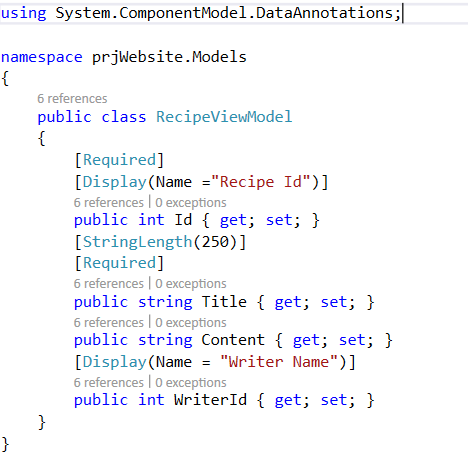 using System.ComponentModel.DataAnnotations;
namespace prjWebsite.Models
{
6 references
public class RecipeViewModel
{
[Required]
[Display(Name ="Recipe Id")]
6 references | 0 exceptions
public int Id { get; set; }
[StringLength(250)]
[Required]
6 references | 0 exceptions
public string Title { get; set; }
6 references | 0 exceptions
public string Content { get; set; }
[Display(Name = "Writer Name")]
6 references | 0 exceptions
public int WriterId { get; set; }
}
}